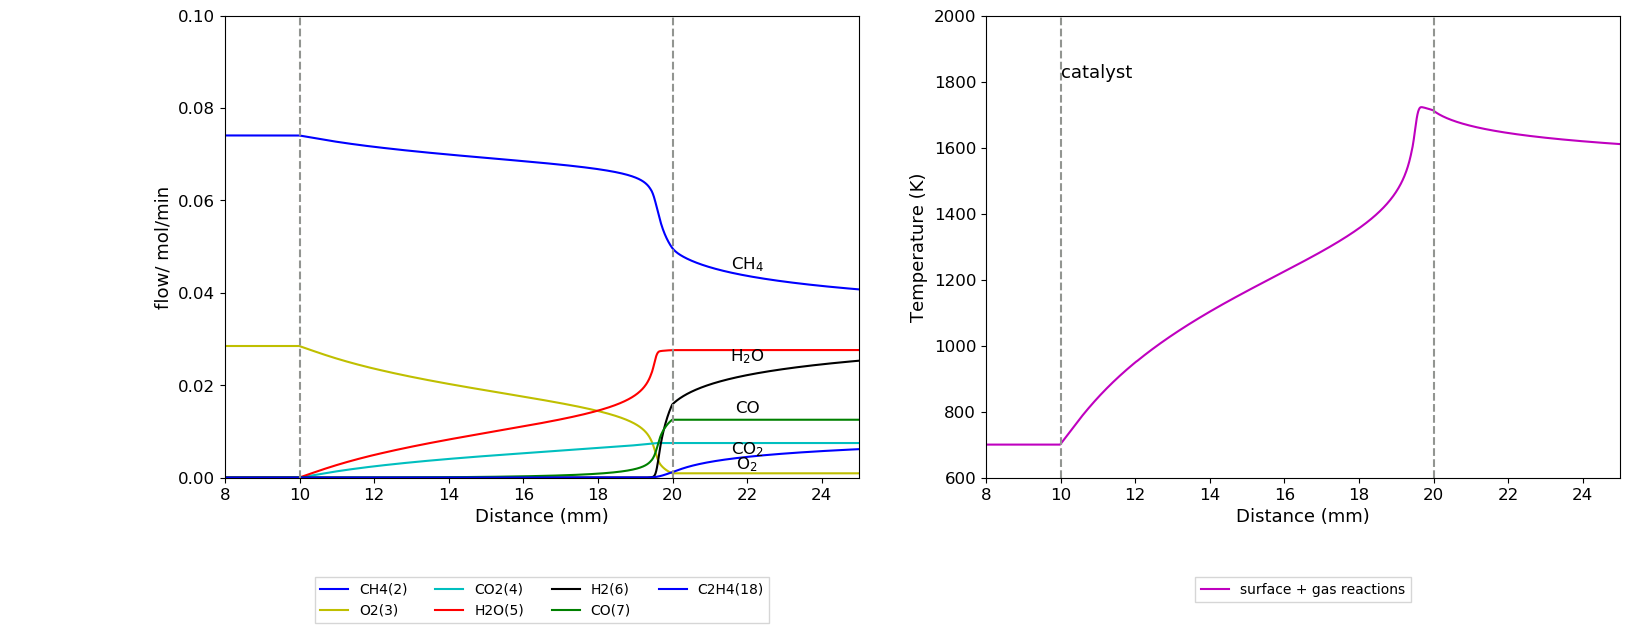 0.10
0.08
0.06
0.04
0.02
0.00
flow/ mol/min
CH₄
H₂O
CO
CO₂
O₂
8 10 12 14 16 18 20 22 24
Distance (mm)
CH4(2) CO2(4) H2(6) C2H4(18)
O2(3) H2O(5) CO(7)
2000
1800
1600
1400
1200
1000
800
600
Temperature (K)
catalyst
8 10 12 14 16 18 20 22 24
Distance (mm)
surface + gas reactions